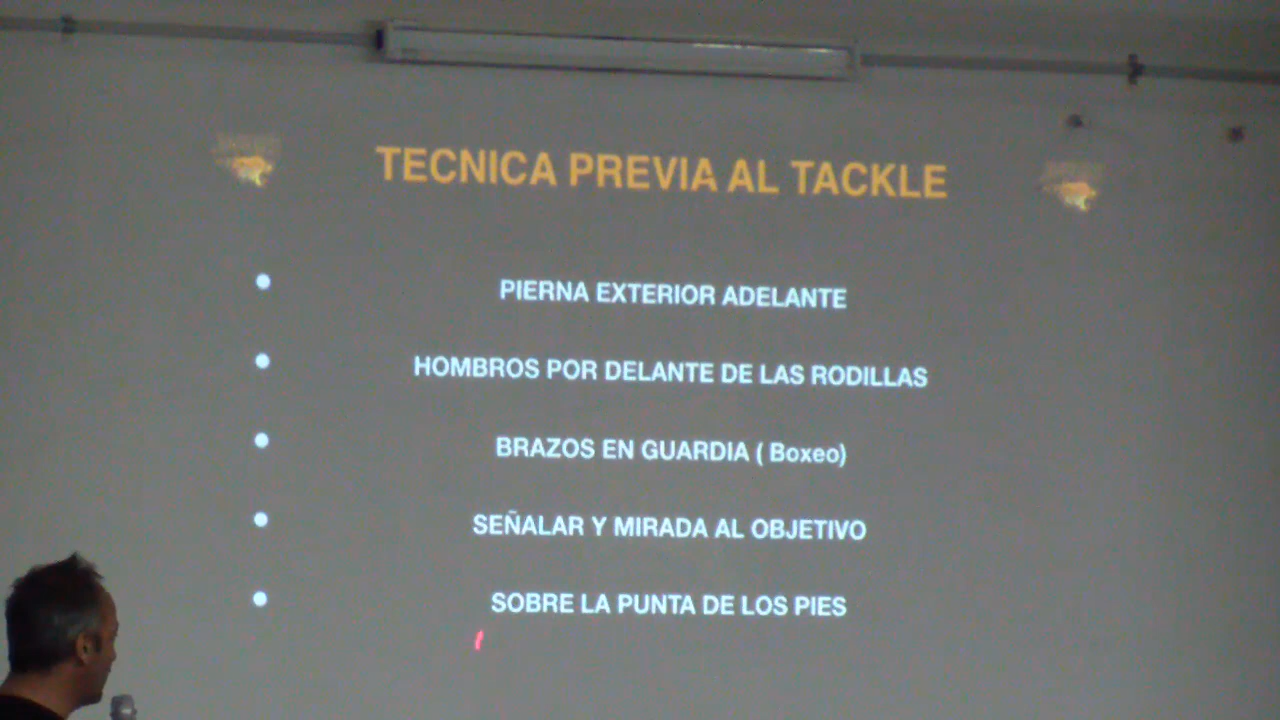 TECNICA PREVIA AL TACKLE
PIERNA EXTERIOR ADELANTE
HOMBROS POR DELANTE DE LAS RODILLAS
BRAZOS EN GUARDIA ( Boxeo)
SEÑALAR Y MIRADA AL OBJETIVO
SOBRE LA PUNTA DE LOS PIES